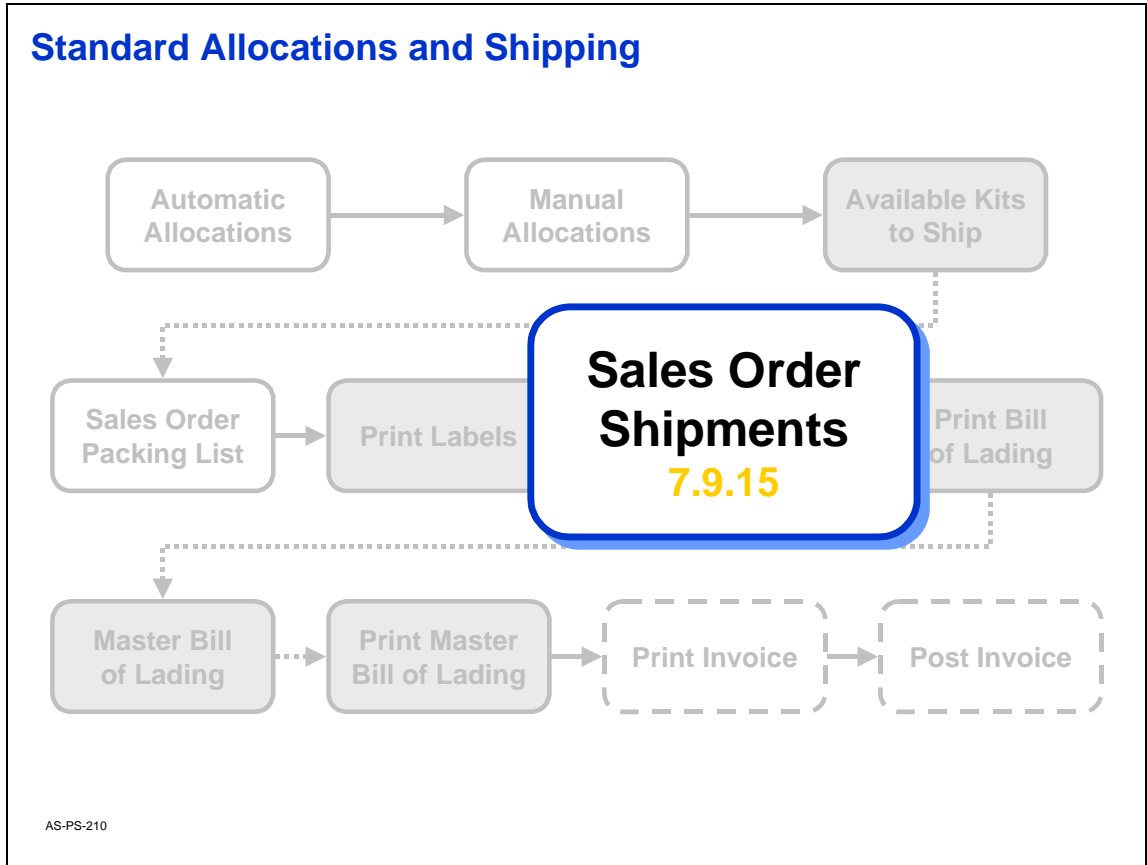 Standard Allocations and Shipping
Automatic
Allocations
Manual
Allocations
Available Kits
to Ship
Sales Order
Packing List
Print Labels
Sales Order
Shipments
7.9.15
Print Bill
of Lading
Master Bill
of Lading
Print Master
Bill of Lading
Print Invoice
Post Invoice
AS-PS-210